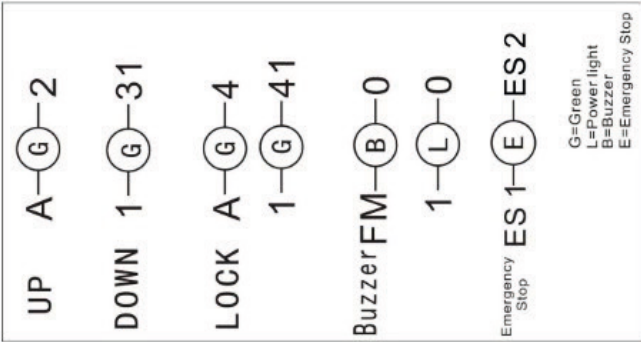 UP A G 2
DOWN 1 G 31
LOCK A G 4
1 G 41
Buzzer FM B 0
1 L 0
Emergency
Stop ES 1 E ES 2
G=Green
L=Power light
B=Buzzer
E=Emergency Stop